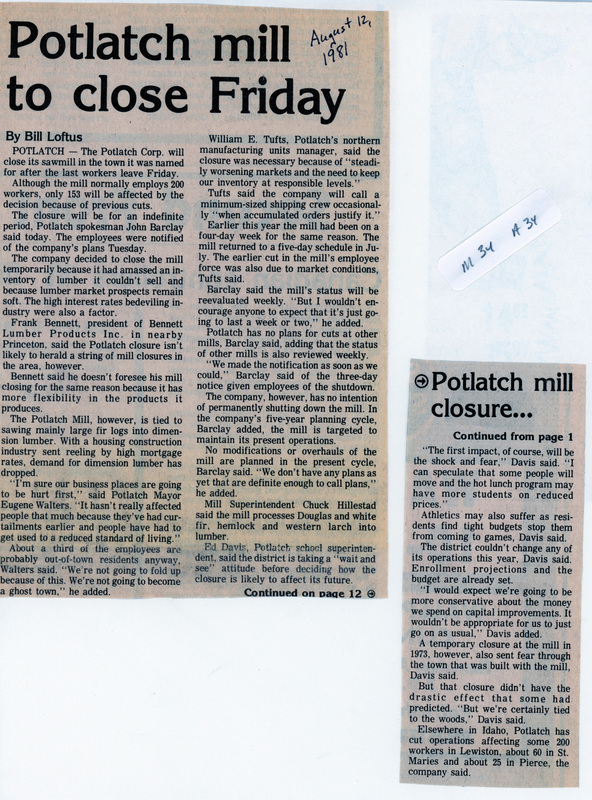 Potlatch mill
to close Friday
August 12,
1981
By Bill Loftus
POTLATCH — The Potlatch Corp. will
close its sawmill in the town it was named
for after the last workers leave Friday.
Although the mill normally employs 200
workers, only 153 will be affected by the
decision because of previous cuts.
The closure will be for an indefinite
period, Potlatch spokesman John Barclay
said today. The employees were notified
of the company's plans Tuesday.
The company decided to close the mill
temporarily because it had amassed an in-
ventory of lumber it couldn't sell and
because lumber market prospects remain
soft. The high interest rates bedeviling in-
dustry were also a factor.
Frank Bennett, president of Bennett
Lumber Products Inc. in nearby
Princeton, said the Potlatch closure isn't
likely to herald a string of mill closures in
the area, however.
Bennett said he doesn't foresee his mill
closing for the same reason because it has
more flexibility in the products it
produces.
The Potlatch Mill, however, is tied to
sawing mainly large fir logs into dimen-
sion lumber. With a housing construction
industry sent reeling by high mortgage
rates, demand for dimension lumber has
dropped.
"I'm sure our business places are going
to be hurt first," said Potlatch Mayor
Eugene Walters. "It hasn't really affected
people that much because they've had cur-
tailments earlier and people have had to
get used to a reduced standard of living."
About a third of the employees are
probably out-of-town residents anyway,
Walters said. "We're not going to fold up
because of this. We're not going to become
a ghost town," he added.
William E. Tufts, Potlatch's northern
manufacturing units manager, said the
closure was necessary because of "steadi-
ly worsening markets and the need to keep
our inventory at responsible levels."
Tufts said the company will call a
minimum-sized shipping crew occasional-
ly "when accumulated orders justify it."
Earlier this year the mill had been on a
four-day week for the same reason. The
mill returned to a five-day schedule in Ju-
ly. The earlier cut in the mill's employee
force was also due to market conditions,
Tufts said.
Barclay said the mill's status will be
reevaluated weekly. "But I wouldn't en-
courage anyone to expect that it's just go-
ing to last a week or two," he added.
Potlatch has no plans for cuts at other
mills, Barclay said, adding that the status
of other mills is also reviewed weekly.
"We made the notification as soon as we
could," Barclay said of the three-day
notice given employees of the shutdown.
The company, however, has no intention
of permanently shutting down the mill. In
the company's five-year planning cycle,
Barclay added, the mill is targeted to
maintain its present operations.
No modifications or overhauls of the
mill are planned in the present cycle,
Barclay said. "We don't have any plans as
yet that are definite enough to call plans,"
he added.
Mill Superintendent Chuck Hillestad
said the mill processes Douglas and white
fir, hemlock and western larch into
lumber.
Ed Davis, Potlatch school superinten-
dent, said the district is taking a "wait and
see" attitude before deciding how the
closure is likely to affect its future.
Continued on page 12
M 34 A 34
Potlatch mill
closure...
Continued from page 1
"The first impact, of course, will be
the shock and fear," Davis said. "I
can speculate that some people will
move and the hot lunch program may
have more students on reduced
prices."
Athletics may also suffer as resi-
dents find tight budgets stop them
from coming to games, Davis said.
The district couldn't change any of
its operations this year, Davis said.
Enrollment projections and the
budget are already set.
"I would expect we're going to be
more conservative about the money
we spend on capital improvements. It
wouldn't be appropriate for us to just
go on as usual," Davis added.
A temporary closure at the mill in
1973, however, also sent fear through
the town that was built with the mill,
Davis said.
But that closure didn't have the
drastic effect that some had
predicted. "But we're certainly tied
to the woods," Davis said.
Elsewhere in Idaho, Potlatch has
cut operations affecting some 200
workers in Lewiston, about 60 in St.
Maries and about 25 in Pierce, the
company said.